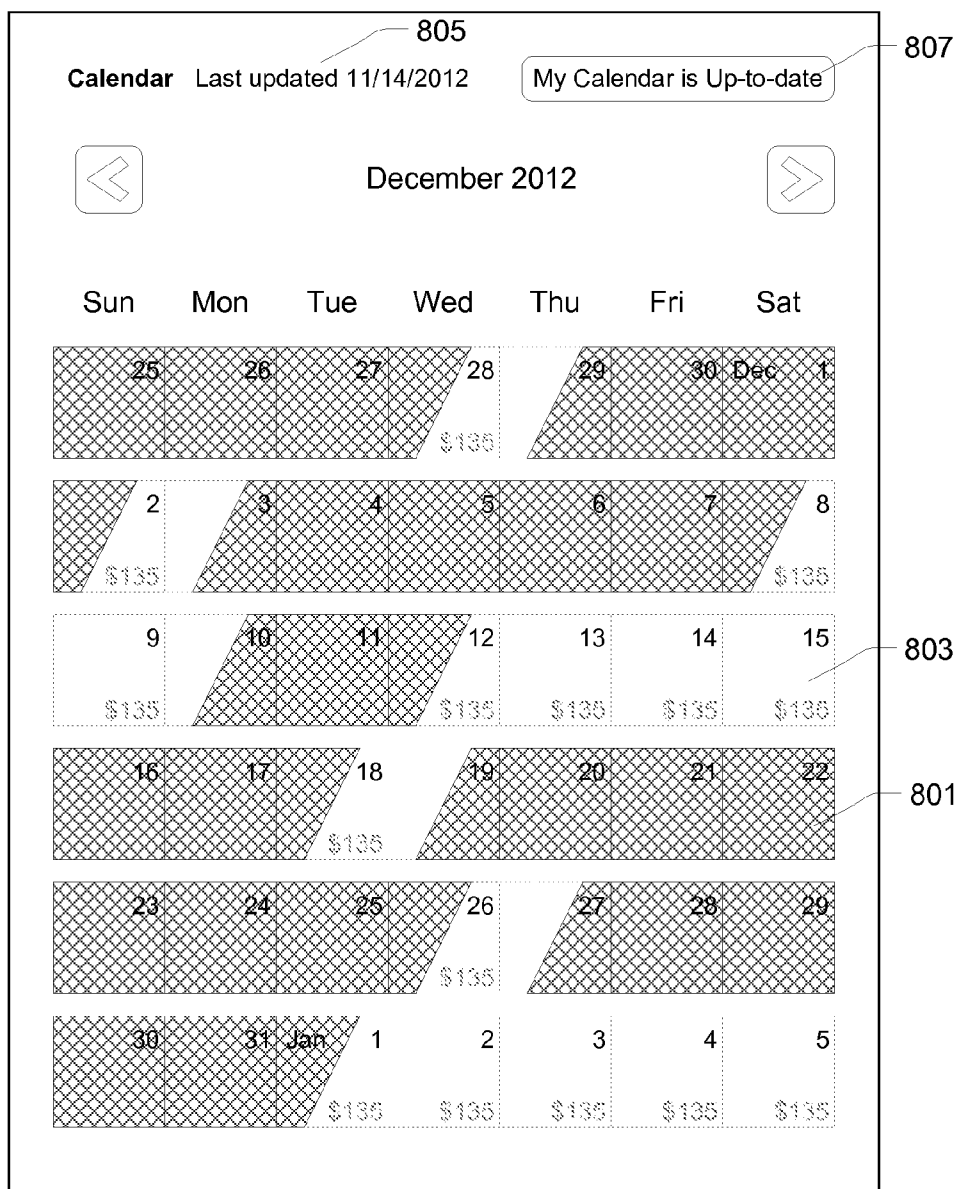 805
807
Calendar Last updated 11/14/2012 My Calendar is Up-to-date
December 2012
Sun Mon Tue Wed Thu Fri Sat
25 26 27 28 29 30 Dec 1
$135
2 3 4 5 6 7 8
$135 $135
9 10 11 12 13 14 15
803
$135 $135 $135 $135 $135
16 17 18 19 20 21 22
801
$135
23 24 25 26 27 28 29
$135
30 31 Jan 1 2 3 4 5
$135 $135 $135 $135 $135